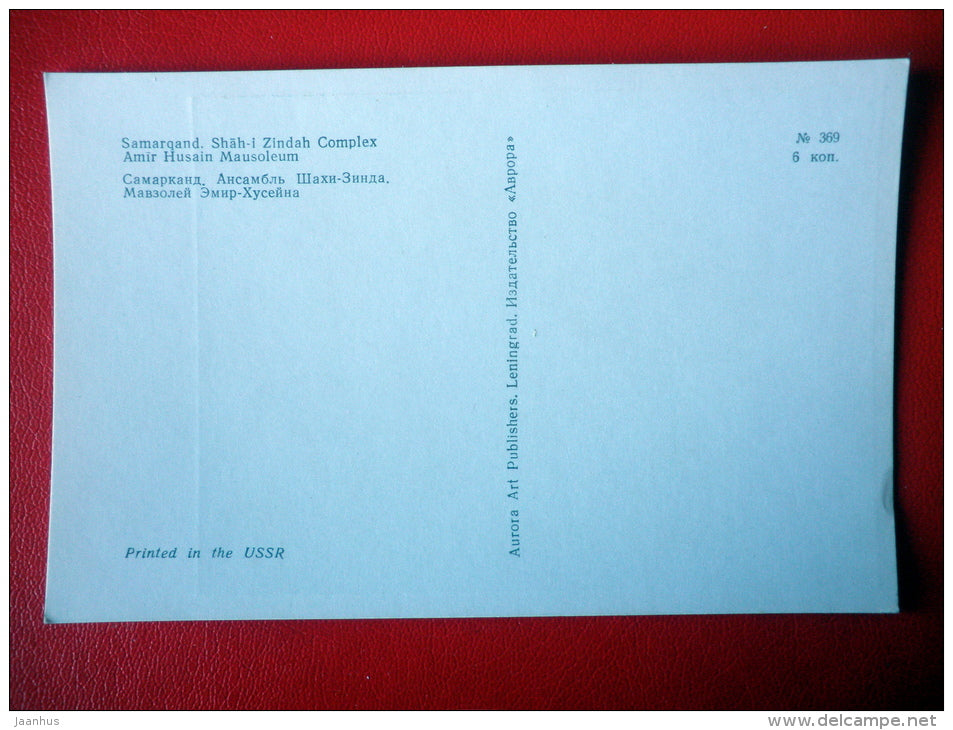 Samarqand. Shāh-i Zindah Complex
Amīr Husain Mausoleum
Самарканд. Ансамбль Шахи-Зинда.
Мавзолей Эмир-Хусейна
№ 369
6 коп.
Aurora Art Publishers. Leningrad. Издательство «Аврора»
Printed in the USSR
jaanhus
www.delcampe.net